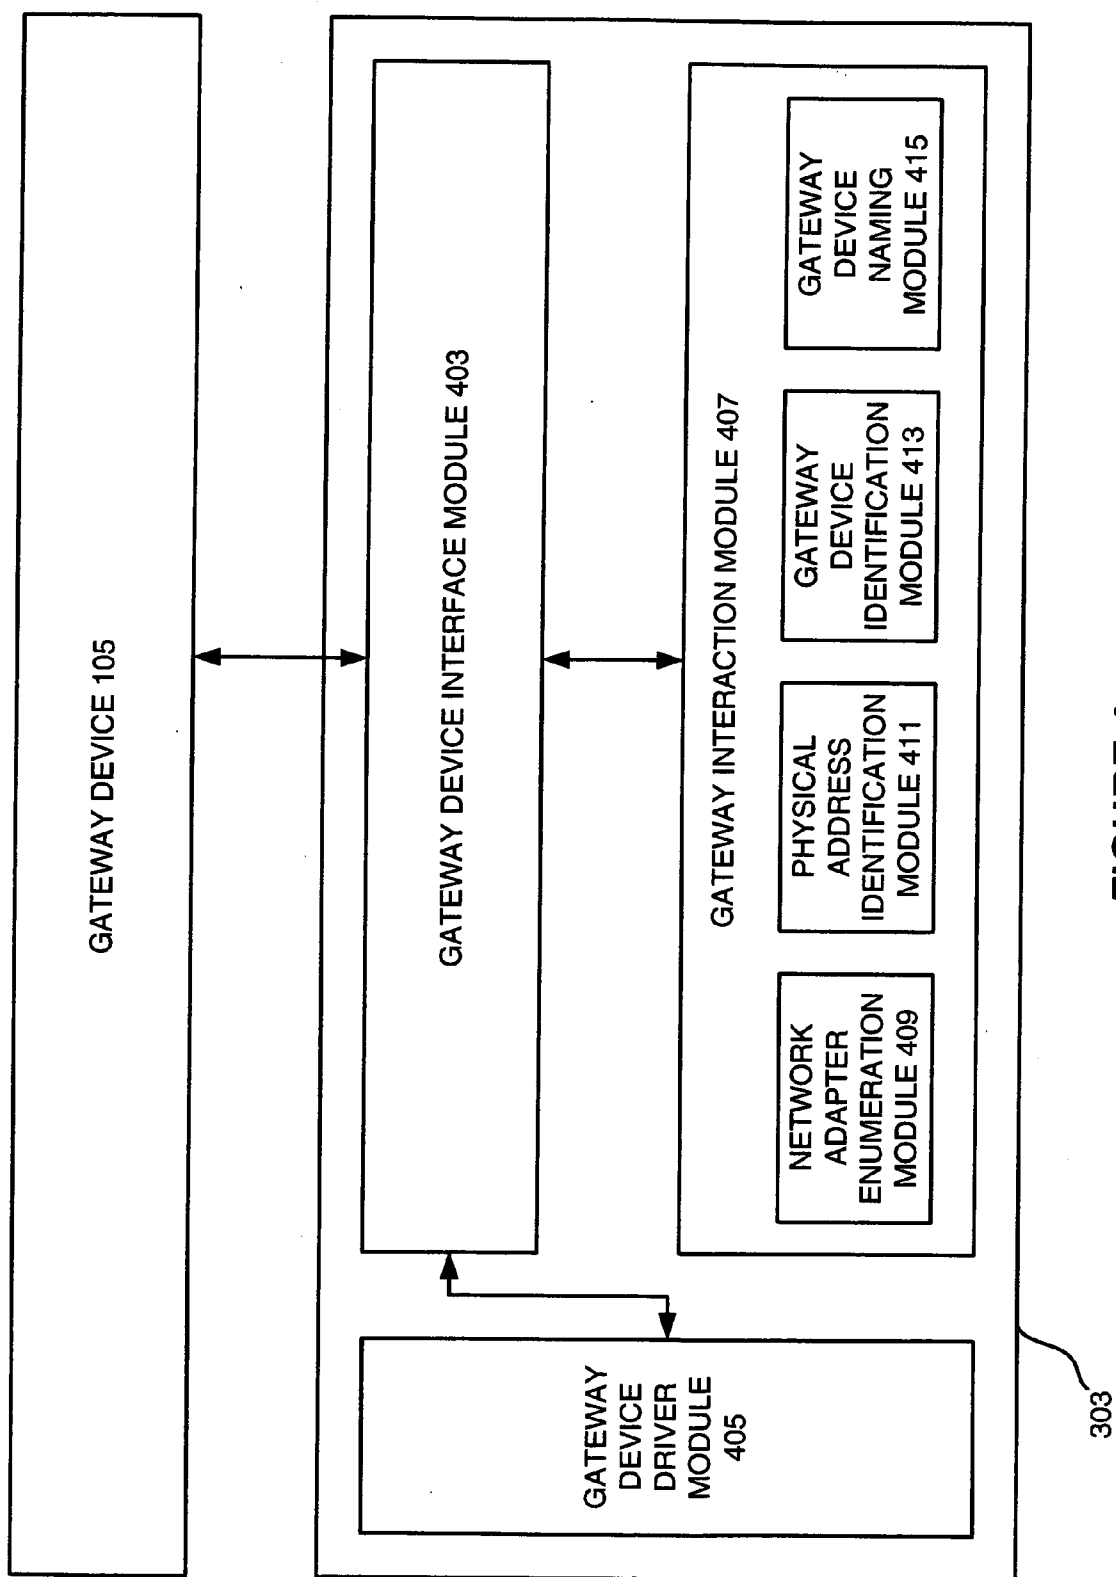 GATEWAY DEVICE 105
GATEWAY DEVICE INTERFACE MODULE 403
GATEWAY
DEVICE
DRIVER
MODULE
405
GATEWAY INTERACTION MODULE 407
NETWORK
ADAPTER
ENUMERATION
MODULE 409
PHYSICAL
ADDRESS
IDENTIFICATION
MODULE 411
GATEWAY
DEVICE
IDENTIFICATION
MODULE 413
GATEWAY
DEVICE
NAMING
MODULE 415
303